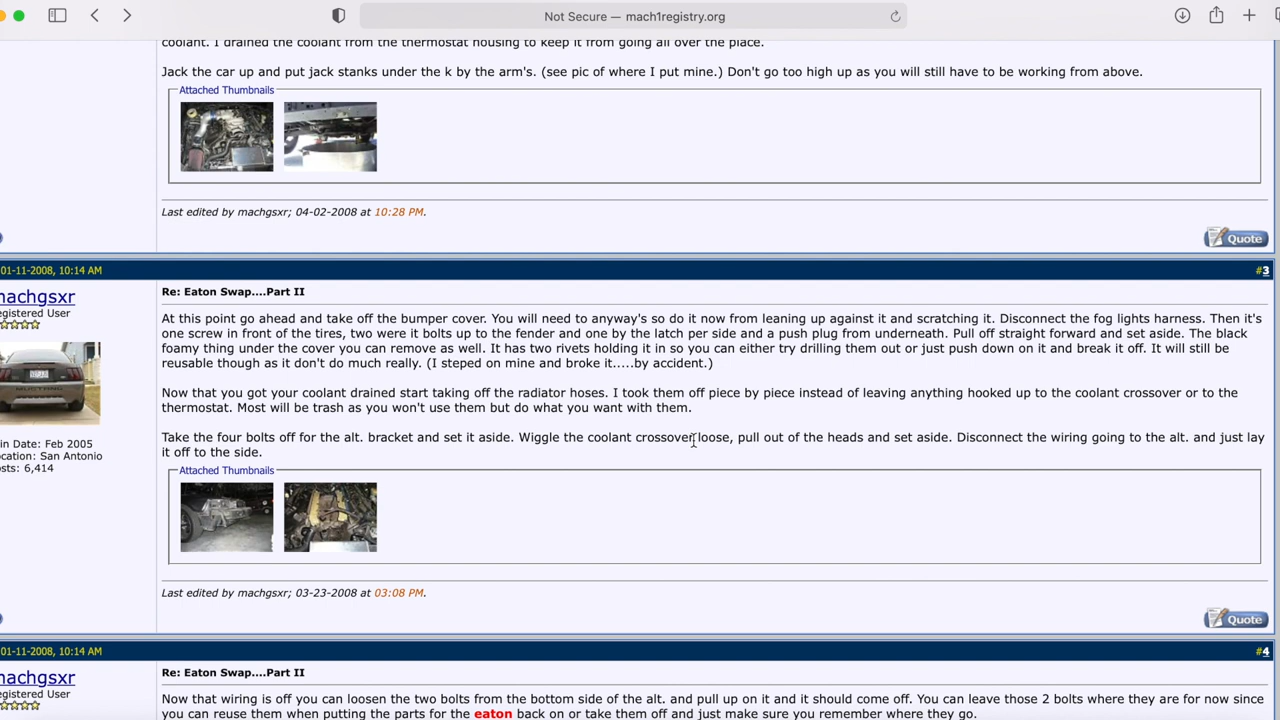 Not Secure — mach1registry.org
coolant. I drained the coolant from the thermostat housing to keep it from going all over the place.
Jack the car up and put jack stanks under the k by the arm's. (see pic of where I put mine.) Don't go too high up as you will still have to be working from above.
Attached Thumbnails
Last edited by machgsxr; 04-02-2008 at 10:28 PM.
Quote
01-11-2008, 10:14 AM
#3
machgsxr
egistered User
Re: Eaton Swap....Part II
At this point go ahead and take off the bumper cover. You will need to anyway's so do it now from leaning up against it and scratching it. Disconnect the fog lights harness. Then it's
one screw in front of the tires, two were it bolts up to the fender and one by the latch per side and a push plug from underneath. Pull off straight forward and set aside. The black
foamy thing under the cover you can remove as well. It has two rivets holding it in so you can either try drilling them out or just push down on it and break it off. It will still be
reusable though as it don't do much really. (I steped on mine and broke it.....by accident.)
Now that you got your coolant drained start taking off the radiator hoses. I took them off piece by piece instead of leaving anything hooked up to the coolant crossover or to the
thermostat. Most will be trash as you won't use them but do what you want with them.
in Date: Feb 2005
ocation: San Antonio
osts: 6,414
Take the four bolts off for the alt. bracket and set it aside. Wiggle the coolant crossover loose, pull out of the heads and set aside. Disconnect the wiring going to the alt. and just lay
it off to the side.
Attached Thumbnails
Last edited by machgsxr; 03-23-2008 at 03:08 PM.
Quote
01-11-2008, 10:14 AM
#4
machgsxr
egistered User
Re: Eaton Swap....Part II
Now that wiring is off you can loosen the two bolts from the bottom side of the alt. and pull up on it and it should come off. You can leave those 2 bolts where they are for now since
you can reuse them when putting the parts for the eaton back on or take them off and just make sure you remember where they go.